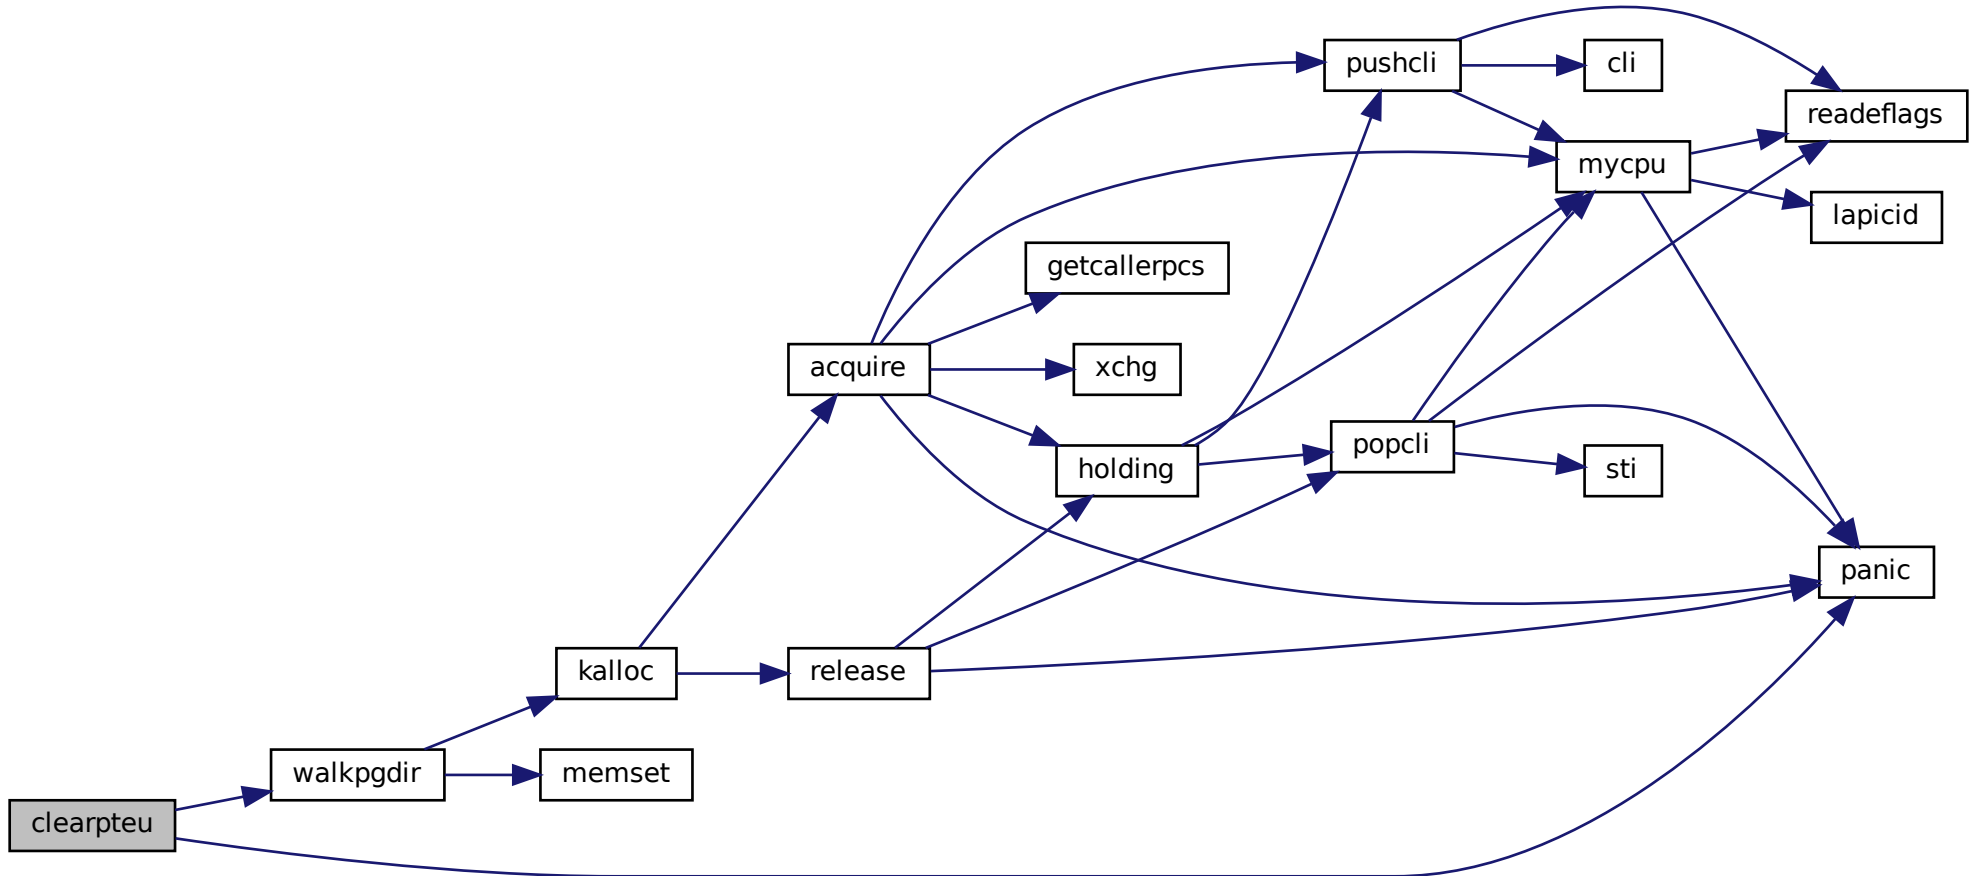 pushcli
cli
readeflags
mycpu
lapicid
getcallerpcs
acquire
xchg
popcli
holding
sti
panic
kalloc
release
walkpgdir
memset
clearpteu